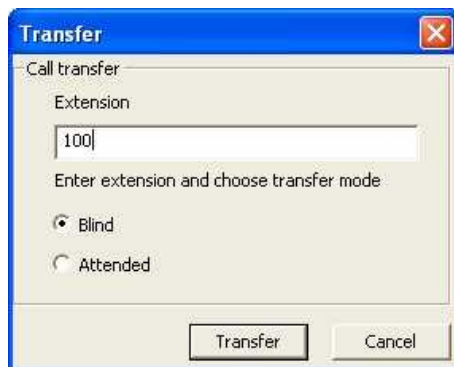 Transfer
Call transfer
Extension
100
Enter extension and choose transfer mode
Blind
Attended
Transfer Cancel